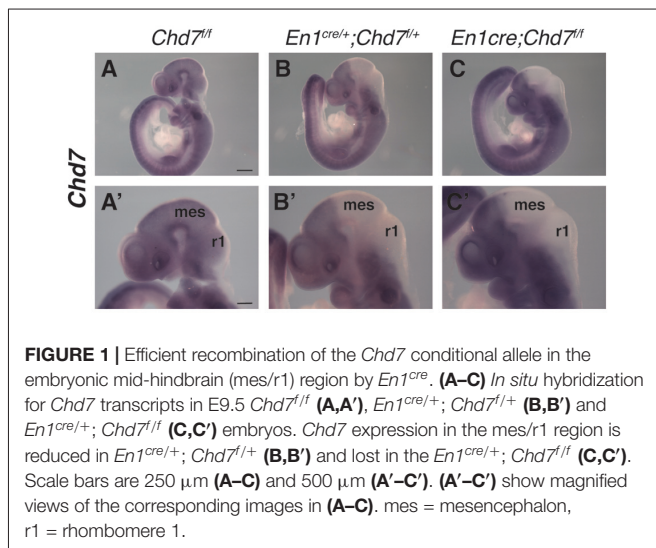 Chd7f/f En1cre/+;Chd7f/+ En1cre;Chd7f/f
A B C
Chd7
A' B' C'
mes mes mes
r1 r1 r1
FIGURE 1 | Efficient recombination of the Chd7 conditional allele in the
embryonic mid-hindbrain (mes/r1) region by En1cre. (A–C) In situ hybridization
for Chd7 transcripts in E9.5 Chd7f/f (A,A′), En1cre/+; Chd7f/+ (B,B′) and
En1cre/+; Chd7f/f (C,C′) embryos. Chd7 expression in the mes/r1 region is
reduced in En1cre/+; Chd7f/+ (B,B′) and lost in the En1cre/+; Chd7f/f (C,C′).
Scale bars are 250 μm (A–C) and 500 μm (A′–C′). (A′–C′) show magnified
views of the corresponding images in (A–C). mes = mesencephalon,
r1 = rhombomere 1.